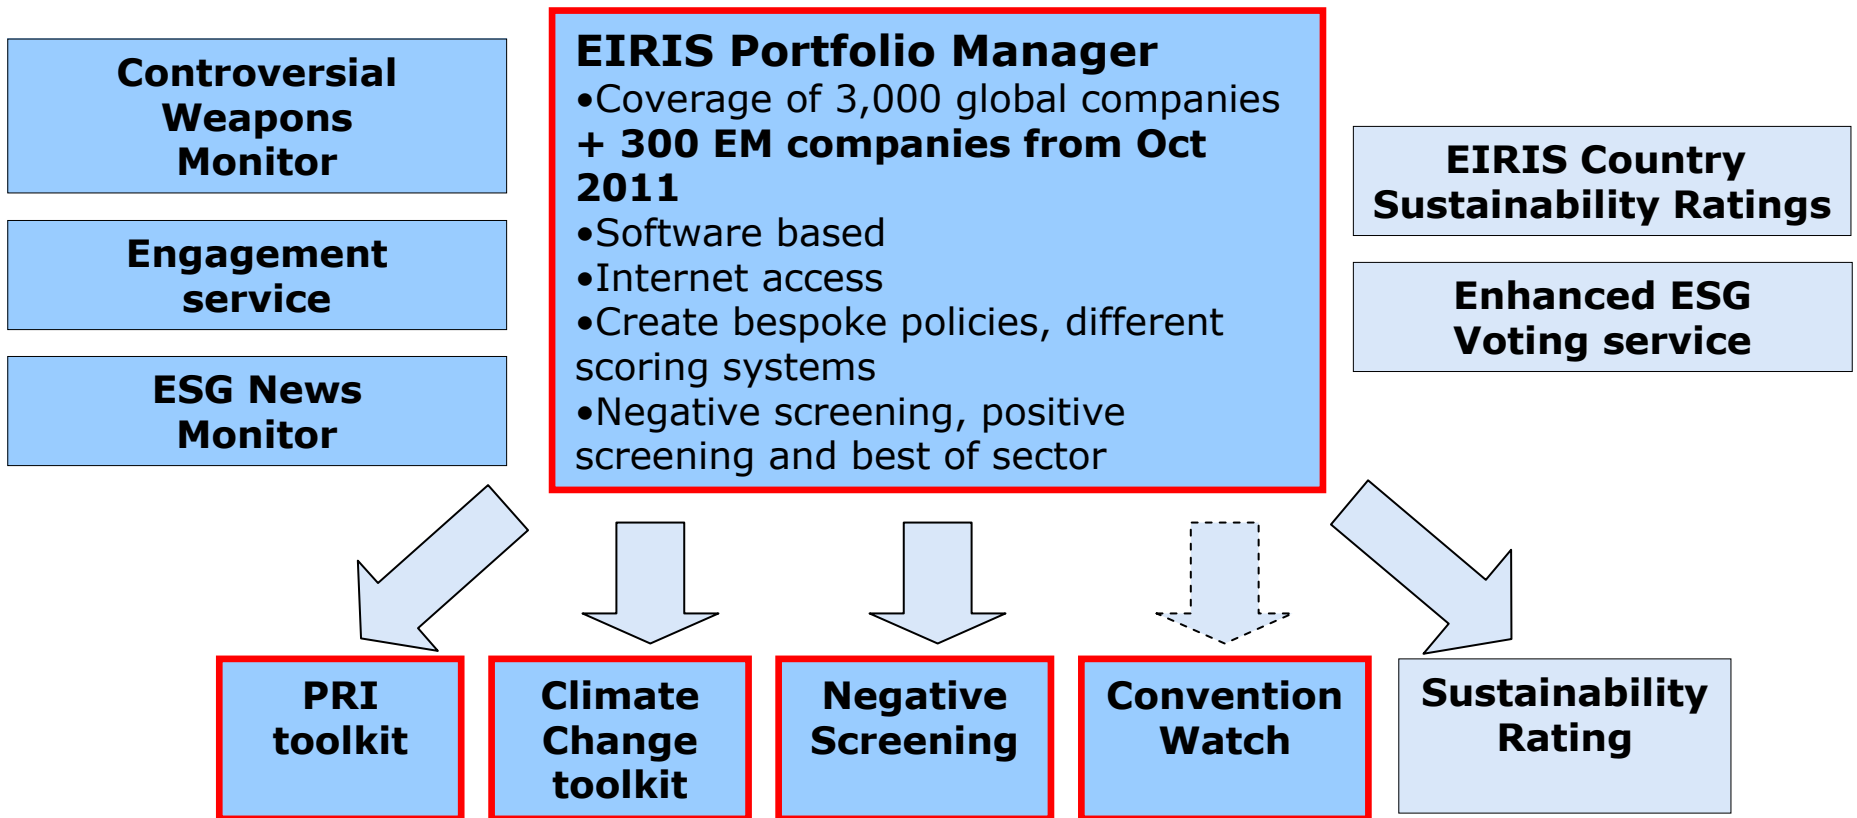 Controversial
Weapons
Monitor
Engagement
service
ESG News
Monitor
EIRIS Portfolio Manager
•Coverage of 3,000 global companies
+ 300 EM companies from Oct
2011
•Software based
•Internet access
•Create bespoke policies, different
scoring systems
•Negative screening, positive
screening and best of sector
EIRIS Country
Sustainability Ratings
Enhanced ESG
Voting service
PRI
toolkit
Climate
Change
toolkit
Negative
Screening
Convention
Watch
Sustainability
Rating